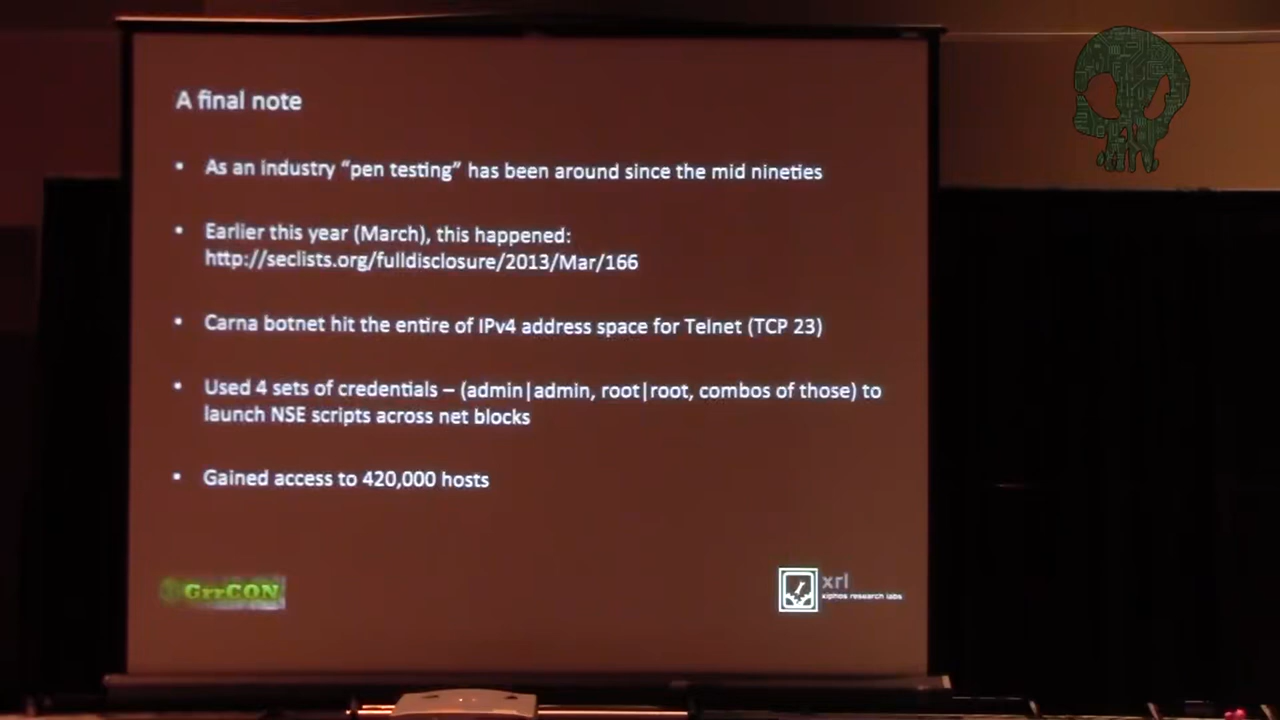 A final note
• As an industry “pen testing” has been around since the mid nineties
• Earlier this year (March), this happened:
http://seclists.org/fulldisclosure/2013/Mar/166
• Carna botnet hit the entire of IPv4 address space for Telnet (TCP 23)
• Used 4 sets of credentials – (admin|admin, root|root, combos of those) to
launch NSE scripts across net blocks
• Gained access to 420,000 hosts
GrrCON
xrl
xiphos research labs